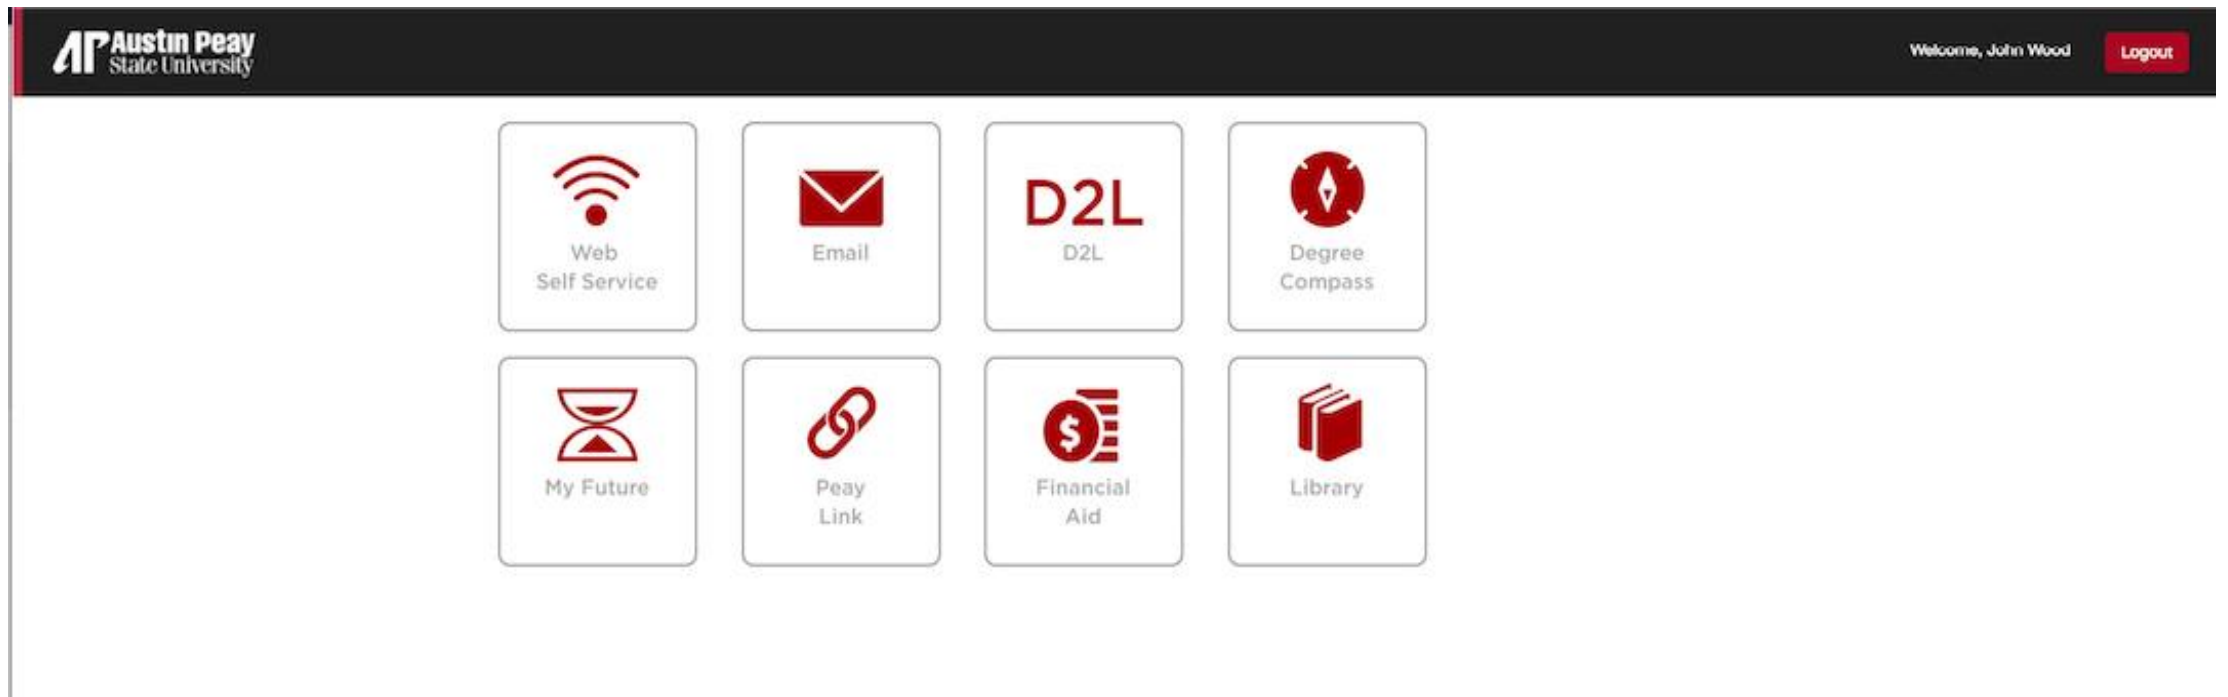 AP Austin Peay
State University
Welcome, John Wood
Logout
Web
Self Service
Email
D2L
D2L
Degree
Compass
My Future
Peay
Link
$
Financial
Aid
Library